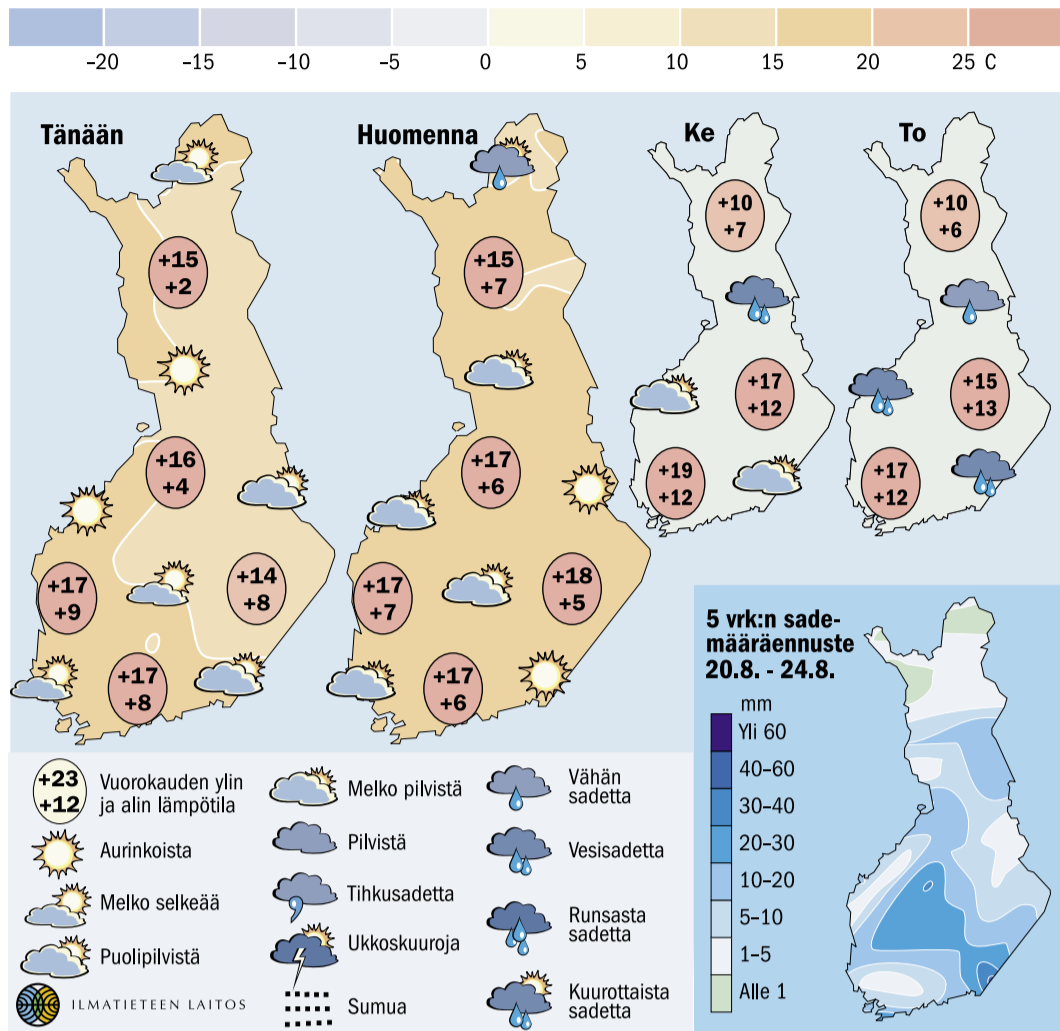 –20 –15 –10 –5 0 5 10 15 20 25 C
Tänään
+15
+2
+16
+4
+17
+9
+14
+8
+17
+8
Huomenna
+15
+7
+17
+6
+17
+7
+18
+5
+17
+6
Ke
+10
+7
+17
+12
+19
+12
To
+10
+6
+15
+13
+17
+12
5 vrk:n sade-
määräennuste
20.8. - 24.8.
mm
Yli 60
40–60
30–40
20–30
10–20
5–10
1–5
Alle 1
+23
+12
Vuorokauden ylin
ja alin lämpötila
Aurinkoista
Melko selkeää
Puolipilvistä
Melko pilvistä
Pilvistä
Tihkusadetta
Ukkoskuuroja
Sumua
Vähän
sadetta
Vesisadetta
Runsasta
sadetta
Kuurottaista
sadetta
ILMATIETEEN LAITOS